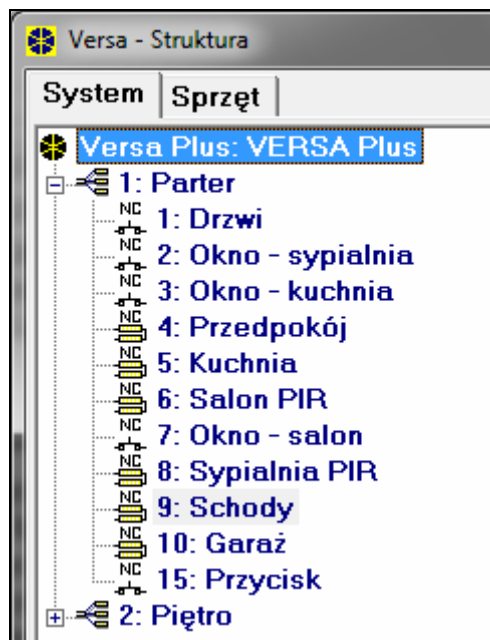 Versa - Struktura
System Sprzęt
Versa Plus: VERSA Plus
1: Parter
NC 1: Drzwi
NC 2: Okno - sypialnia
NC 3: Okno - kuchnia
NC 4: Przedpokój
NC 5: Kuchnia
NC 6: Salon PIR
NC 7: Okno - salon
NC 8: Sypialnia PIR
NC 9: Schody
NC 10: Garaż
NC 15: Przycisk
2: Piętro